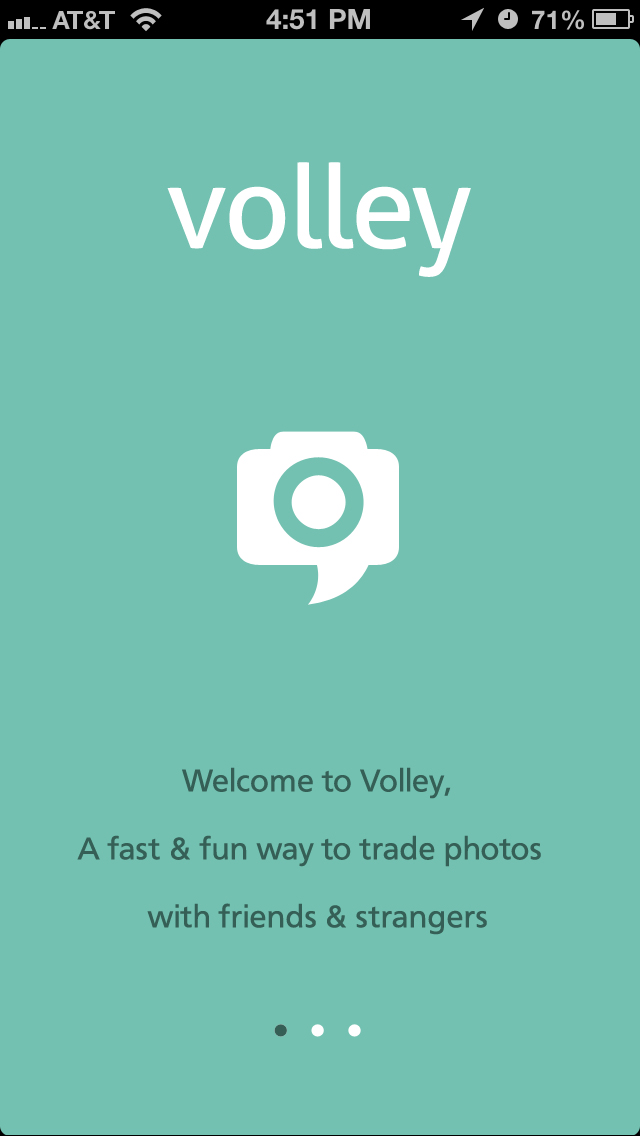 AT&T 4:51 PM 71%
volley
Welcome to Volley,
A fast & fun way to trade photos
with friends & strangers